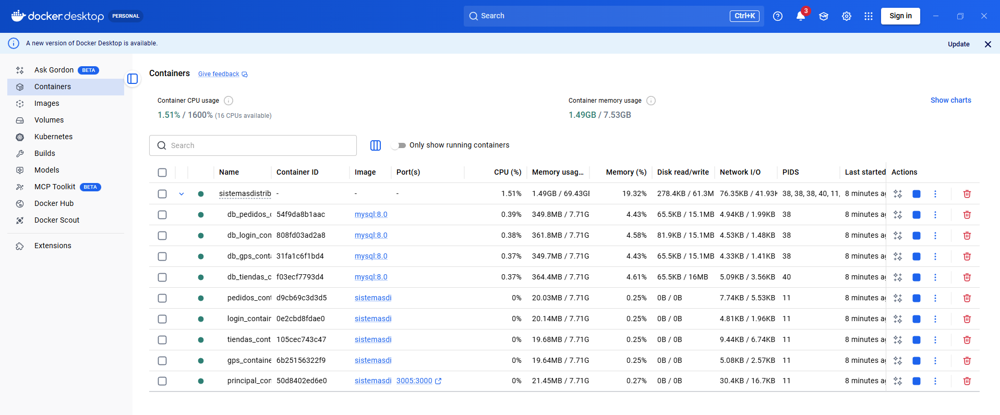 docker.desktop PERSONAL Search Ctrl+K 3 Sign in
A new version of Docker Desktop is available. Update
Ask Gordon BETA
Containers
Images
Volumes
Kubernetes
Builds
Models
MCP Toolkit BETA
Docker Hub
Docker Scout
Extensions
Containers Give feedback
Container CPU usage Container memory usage Show charts
1.51% / 1600% (16 CPUs available) 1.49GB / 7.53GB
Search Only show running containers
Name Container ID Image Port(s) CPU (%) Memory usag... Memory (%) Disk read/write Network I/O PIDS Last started Actions
sistemasdistrib - - - 1.51% 1.49GB / 69.43GB 19.32% 278.4KB / 61.3M 76.35KB / 41.93K 38, 38, 38, 40, 11, 8 minutes ag
db_pedidos_c 54f9da8b1aac mysql:8.0 0.39% 349.8MB / 7.71G 4.43% 65.5KB / 15.1MB 4.94KB / 1.99KB 38 8 minutes ag
db_login_con 808fd03ad2a8 mysql:8.0 0.38% 361.8MB / 7.71G 4.58% 81.9KB / 15.1MB 4.53KB / 1.48KB 38 8 minutes ag
db_gps_conta 31fa1c6f1bd4 mysql:8.0 0.37% 349.7MB / 7.71G 4.43% 65.5KB / 15.1MB 4.33KB / 1.41KB 38 8 minutes ag
db_tiendas_c f03ecf7793d4 mysql:8.0 0.37% 364.4MB / 7.71G 4.61% 65.5KB / 16MB 5.09KB / 3.56KB 40 8 minutes ag
pedidos_cont d9cb69c3d3d5 sistemasdi 0% 20.03MB / 7.71G 0.25% 0B / 0B 7.74KB / 5.53KB 11 8 minutes ag
login_contain 0e2cbd8fdae0 sistemasdi 0% 20.14MB / 7.71G 0.25% 0B / 0B 4.81KB / 1.96KB 11 8 minutes ag
tiendas_cont 105cec743c47 sistemasdi 0% 19.68MB / 7.71G 0.25% 0B / 0B 9.44KB / 6.74KB 11 8 minutes ag
gps_containe 6b25156322f9 sistemasdi 0% 19.64MB / 7.71G 0.25% 0B / 0B 5.08KB / 2.57KB 11 8 minutes ag
principal_con 50d8402ed6e0 sistemasdi 3005:3000 0% 21.45MB / 7.71G 0.27% 0B / 0B 30.4KB / 16.7KB 11 8 minutes ag